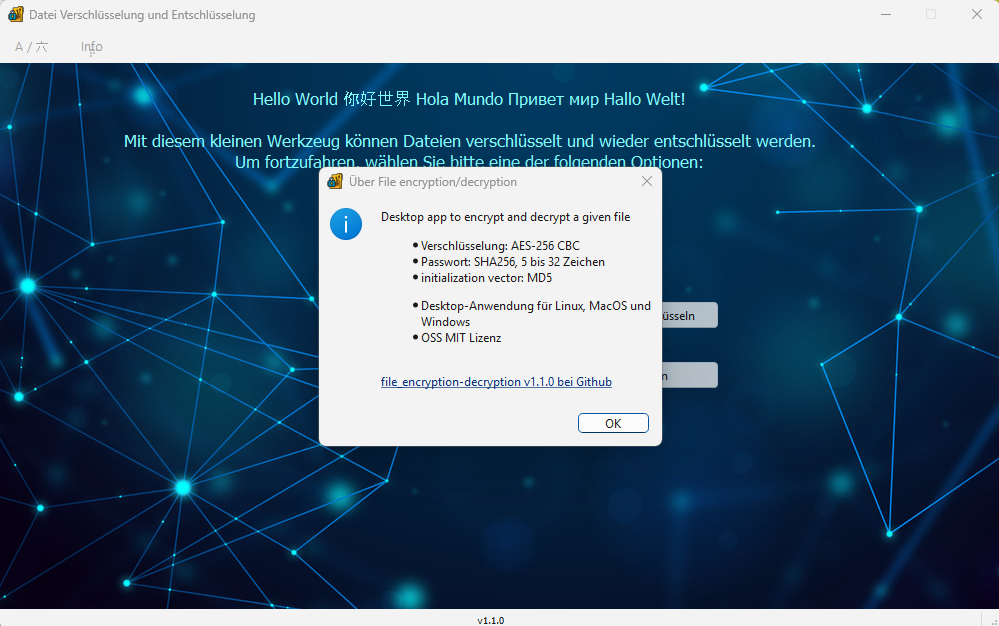 Datei Verschlüsselung und Entschlüsselung
A / 六 Info
Hello World 你好世界 Hola Mundo Привет мир Hallo Welt!
Mit diesem kleinen Werkzeug können Dateien verschlüsselt und wieder entschlüsselt werden.
Um fortzufahren, wählen Sie bitte eine der folgenden Optionen:
Über File encryption/decryption
Desktop app to encrypt and decrypt a given file
• Verschlüsselung: AES-256 CBC
• Passwort: SHA256, 5 bis 32 Zeichen
• initialization vector: MD5
• Desktop-Anwendung für Linux, MacOS und
Windows
• OSS MIT Lizenz
file_encryption-decryption v1.1.0 bei Github
OK
v1.1.0